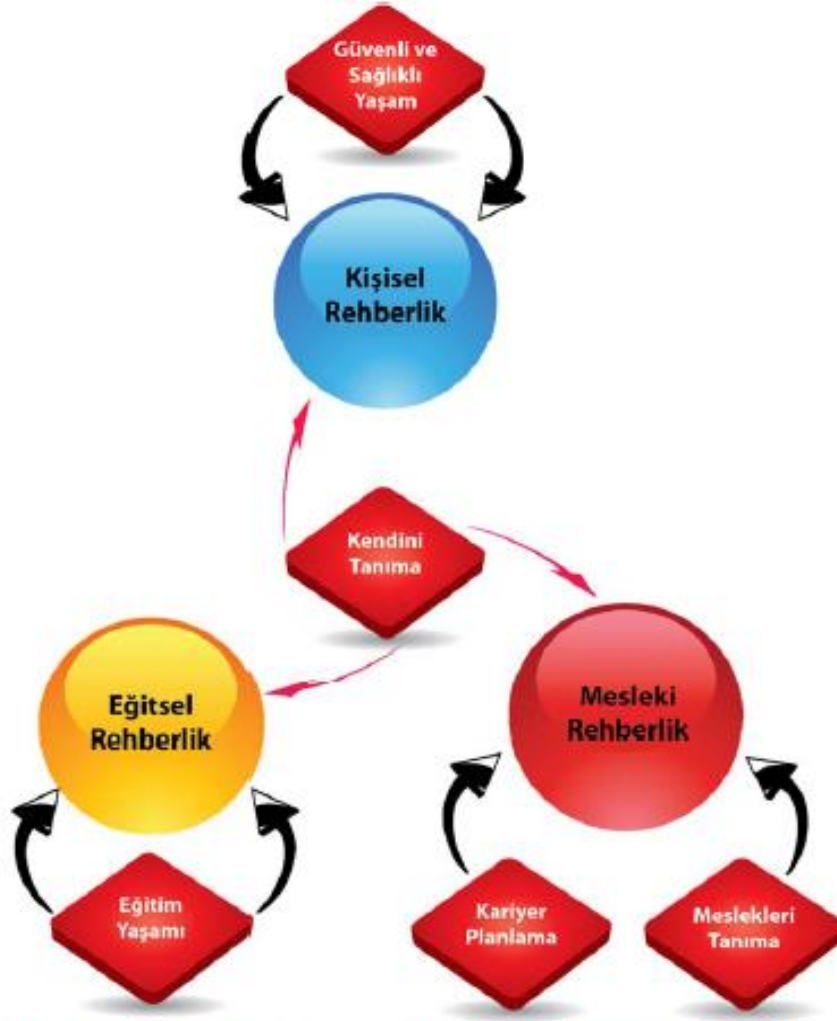 Güvenli ve
Sağlıklı
Yaşam
Kişisel
Rehberlik
Kendini
Tanıma
Eğitsel
Rehberlik
Mesleki
Rehberlik
Eğitim
Yaşamı
Kariyer
Planlama
Meslekleri
Tanıma